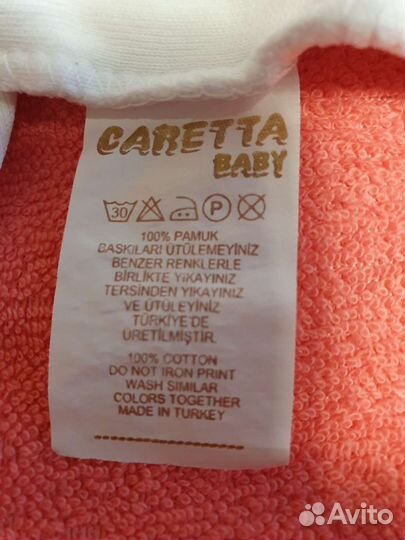 CARETTA
BABY
30 P
100% PAMUK
BASKILARI ÜTÜLEMEYİNİZ
BENZER RENKLERLE
BİRLİKTE YIKAYINIZ
TERSİNDEN YIKAYINIZ
VE ÜTÜLEYİNİZ
TÜRKİYE'DE
ÜRETİLMİŞTİR.
100% COTTON
DO NOT IRON PRINT
WASH SIMILAR
COLORS TOGETHER
MADE IN TURKEY
Avito